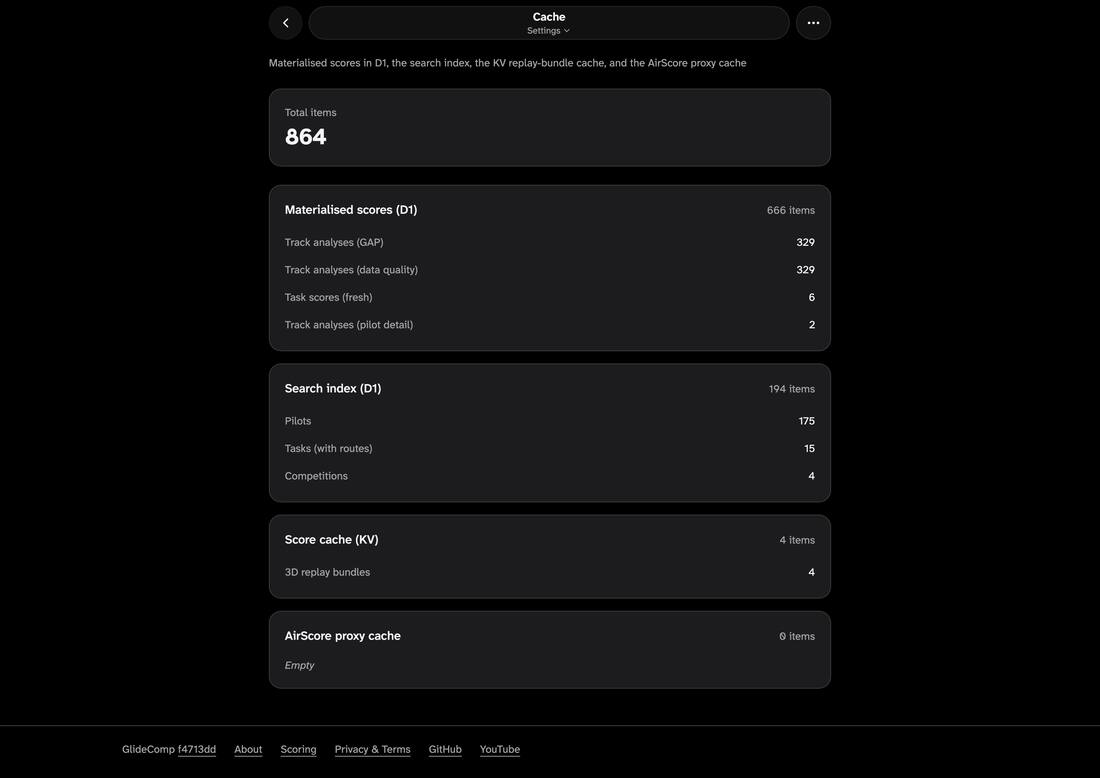 Cache
Settings
Materialised scores in D1, the search index, the KV replay-bundle cache, and the AirScore proxy cache
Total items
864
Materialised scores (D1) 666 items
Track analyses (GAP) 329
Track analyses (data quality) 329
Task scores (fresh) 6
Track analyses (pilot detail) 2
Search index (D1) 194 items
Pilots 175
Tasks (with routes) 15
Competitions 4
Score cache (KV) 4 items
3D replay bundles 4
AirScore proxy cache 0 items
Empty
GlideComp f4713dd About Scoring Privacy & Terms GitHub YouTube